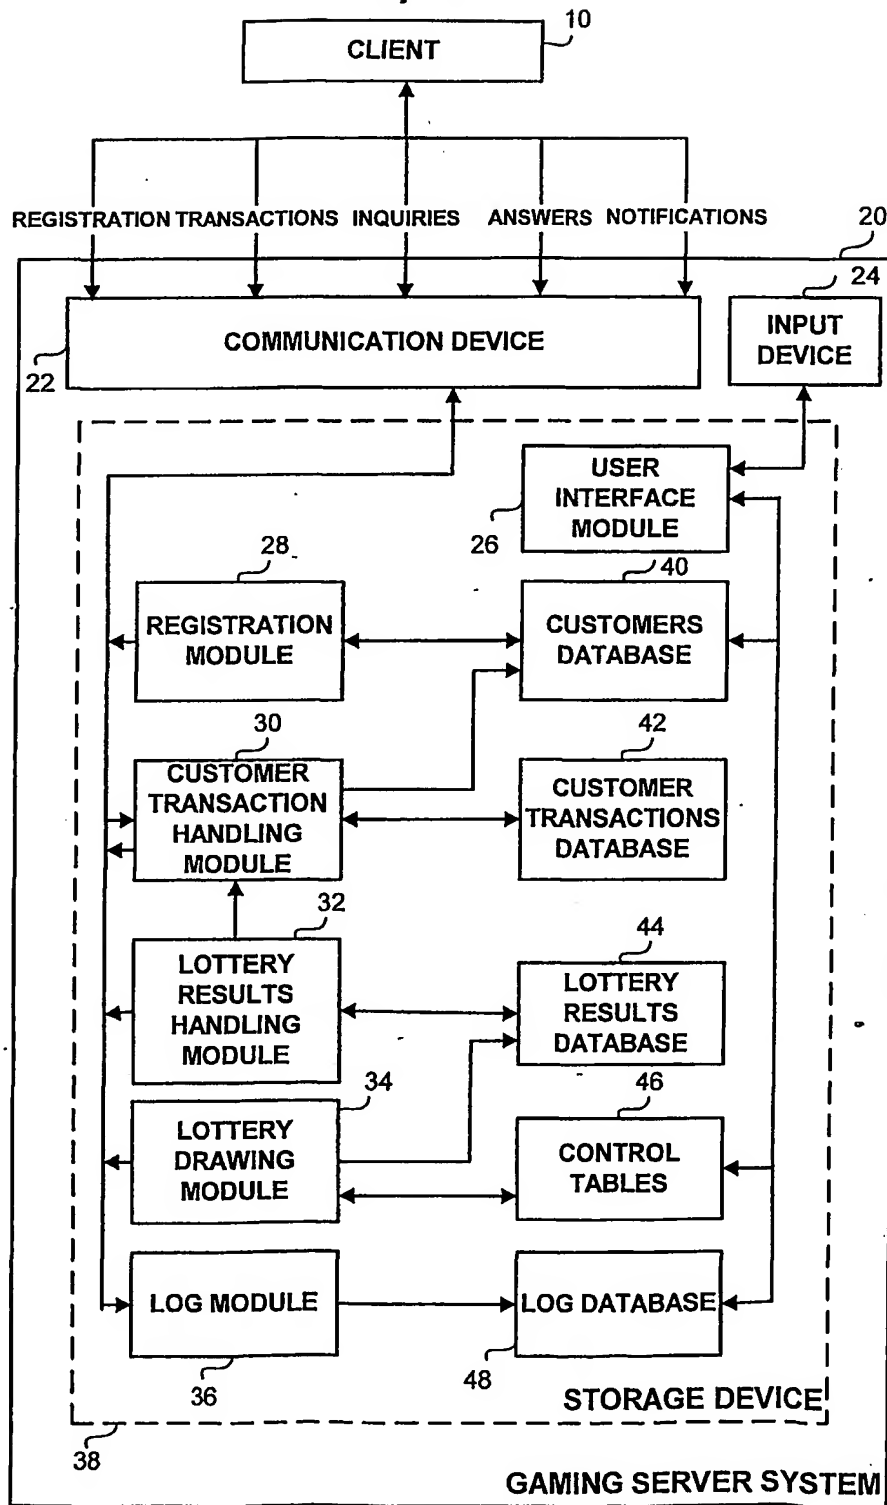 10
CLIENT
REGISTRATION TRANSACTIONS INQUIRIES ANSWERS NOTIFICATIONS
20
24
COMMUNICATION DEVICE
22
INPUT
DEVICE
USER
INTERFACE
MODULE
26
28
REGISTRATION
MODULE
40
CUSTOMERS
DATABASE
30
CUSTOMER
TRANSACTION
HANDLING
MODULE
42
CUSTOMER
TRANSACTIONS
DATABASE
32
LOTTERY
RESULTS
HANDLING
MODULE
44
LOTTERY
RESULTS
DATABASE
34
LOTTERY
DRAWING
MODULE
46
CONTROL
TABLES
LOG MODULE
36
LOG DATABASE
48
STORAGE DEVICE
38
GAMING SERVER SYSTEM